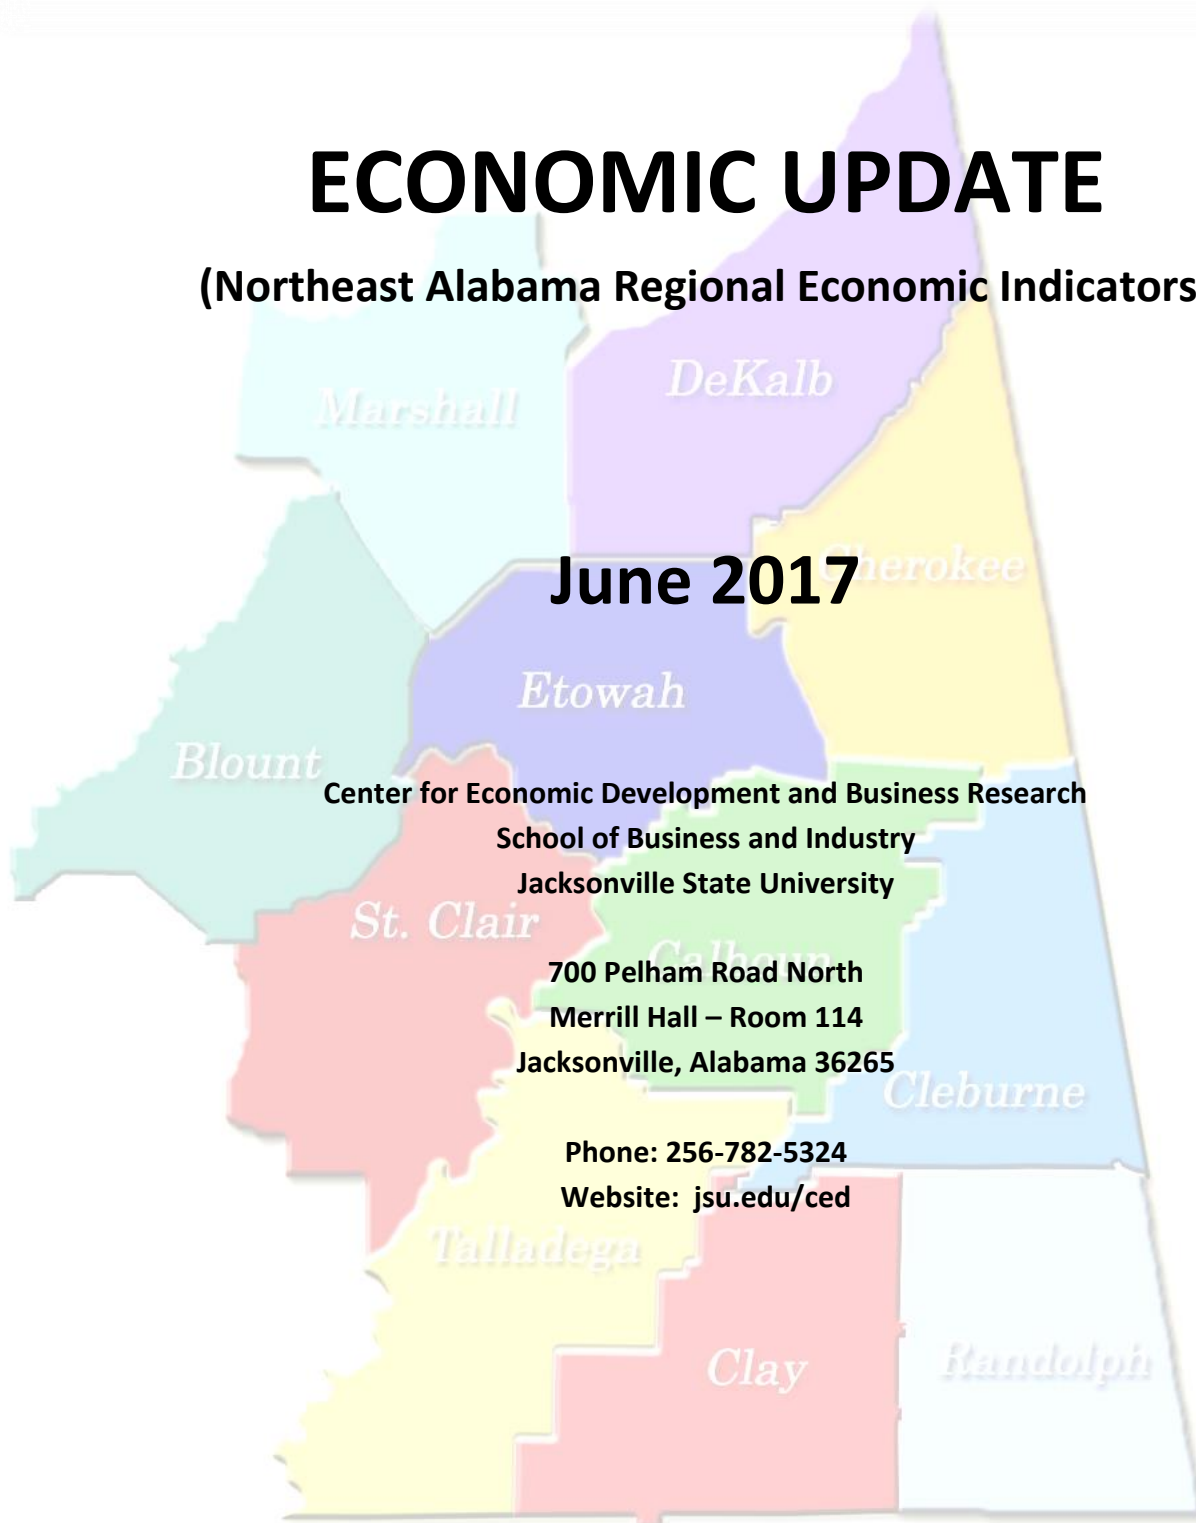 ECONOMIC UPDATE
(Northeast Alabama Regional Economic Indicators
DeKalb
Marshall
June 2017
Cherokee
Etowah
Blount
Center for Economic Development and Business Research
School of Business and Industry
Jacksonville State University
St. Clair
Calhoun
700 Pelham Road North
Merrill Hall – Room 114
Jacksonville, Alabama 36265
Cleburne
Phone: 256-782-5324
Website: jsu.edu/ced
Talladega
Clay
Randolph